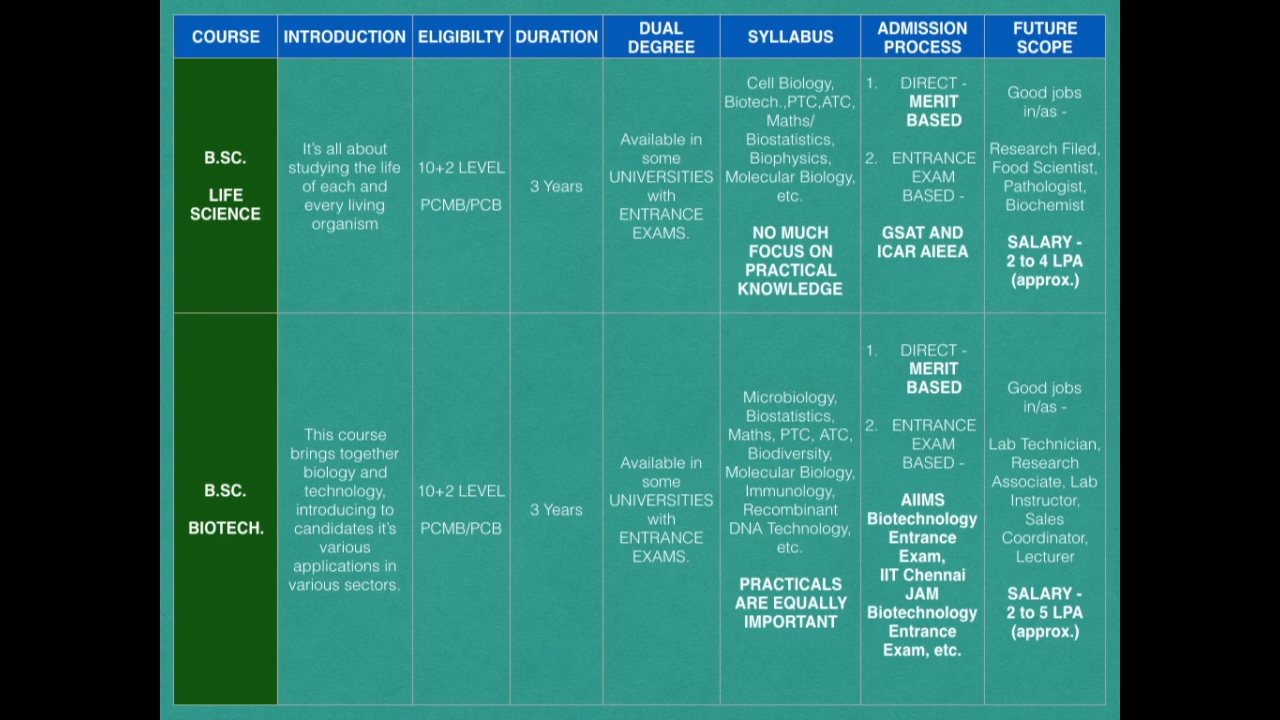 COURSE
INTRODUCTION
ELIGIBILTY
DURATION
DUAL
DEGREE
SYLLABUS
ADMISSION
PROCESS
FUTURE
SCOPE
B.SC.
LIFE
SCIENCE
It's all about
studying the life
of each and
every living
organism
10+2 LEVEL
PCMB/PCB
3 Years
Available in
some
UNIVERSITIES
with
ENTRANCE
EXAMS.
Cell Biology,
Biotech.,PTC,ATC,
Maths/
Biostatistics,
Biophysics,
Molecular Biology,
etc.
NO MUCH
FOCUS ON
PRACTICAL
KNOWLEDGE
1. DIRECT -
MERIT
BASED
2. ENTRANCE
EXAM
BASED -
GSAT AND
ICAR AIEEA
Good jobs
in/as -
Research Filed,
Food Scientist,
Pathologist,
Biochemist
SALARY -
2 to 4 LPA
(approx.)
B.SC.
BIOTECH.
This course
brings together
biology and
technology,
introducing to
candidates it's
various
applications in
various sectors.
10+2 LEVEL
PCMB/PCB
3 Years
Available in
some
UNIVERSITIES
with
ENTRANCE
EXAMS.
Microbiology,
Biostatistics,
Maths, PTC, ATC,
Biodiversity,
Molecular Biology,
Immunology,
Recombinant
DNA Technology,
etc.
PRACTICALS
ARE EQUALLY
IMPORTANT
1. DIRECT -
MERIT
BASED
2. ENTRANCE
EXAM
BASED -
AIIMS
Biotechnology
Entrance
Exam,
IIT Chennai
JAM
Biotechnology
Entrance
Exam, etc.
Good jobs
in/as -
Lab Technician,
Research
Associate, Lab
Instructor,
Sales
Coordinator,
Lecturer
SALARY -
2 to 5 LPA
(approx.)